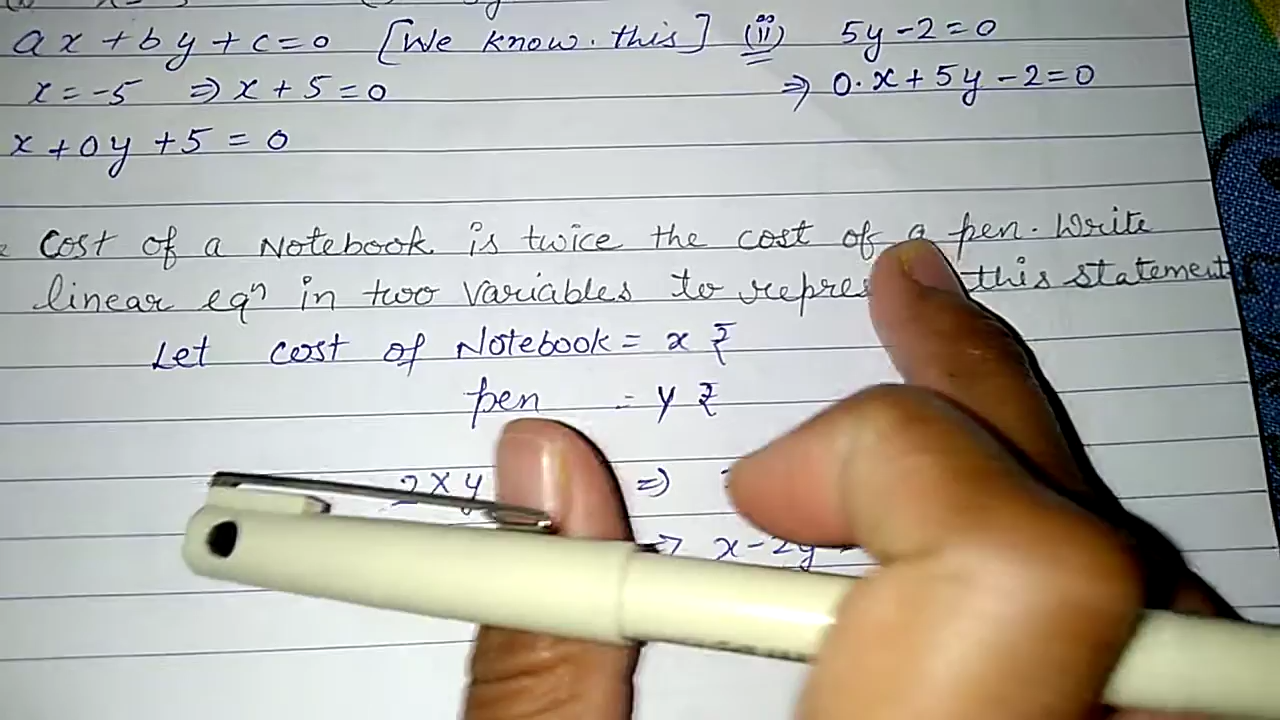 ax + by + c = 0 [We know. this] (ii) 5y - 2 = 0
x = -5 ⇒ x + 5 = 0 ⇒ 0·x + 5y - 2 = 0
x + 0y + 5 = 0
Cost of a Notebook is twice the cost of a pen. Write
linear eqⁿ in two variables to repres this statement
Let cost of Notebook = x ₹
pen = y ₹
2 × y ⇒
⇒ x - 2y